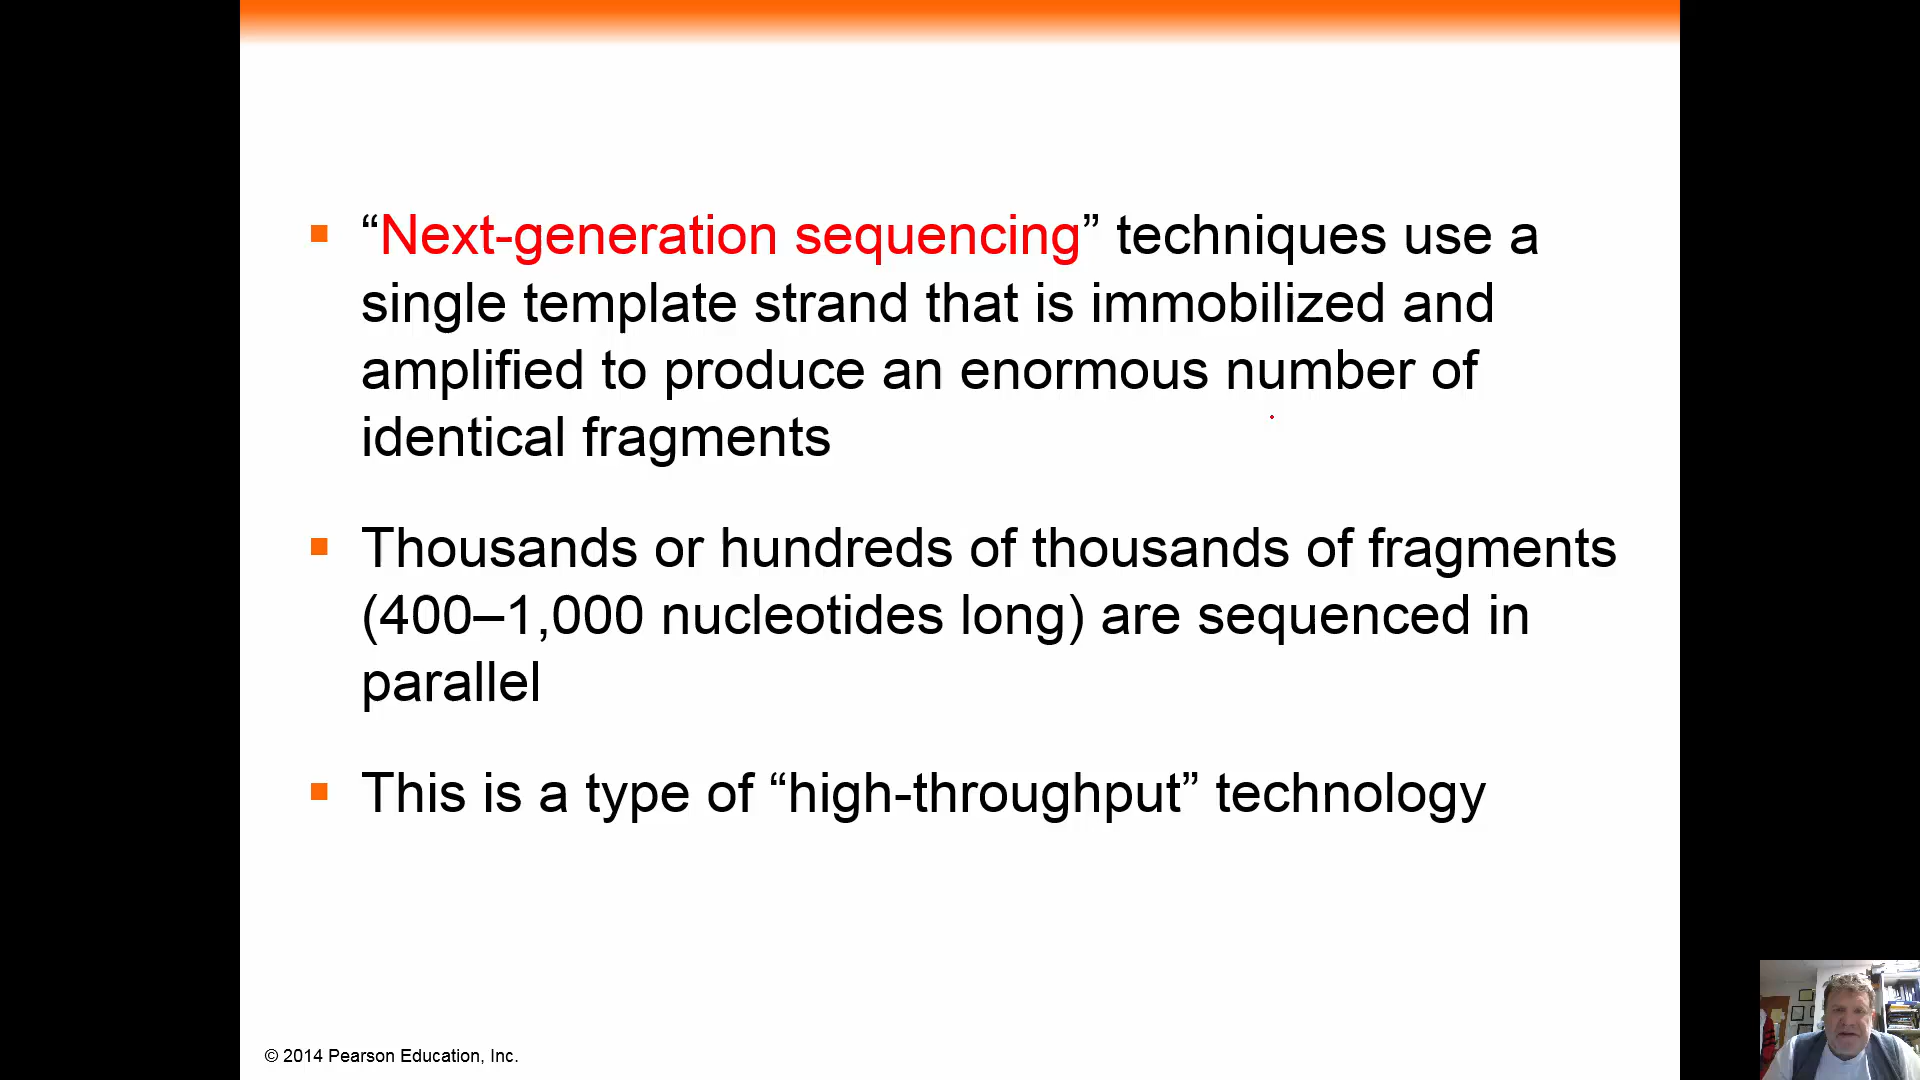 “Next-generation sequencing” techniques use a
single template strand that is immobilized and
amplified to produce an enormous number of
identical fragments
Thousands or hundreds of thousands of fragments
(400–1,000 nucleotides long) are sequenced in
parallel
This is a type of “high-throughput” technology
© 2014 Pearson Education, Inc.